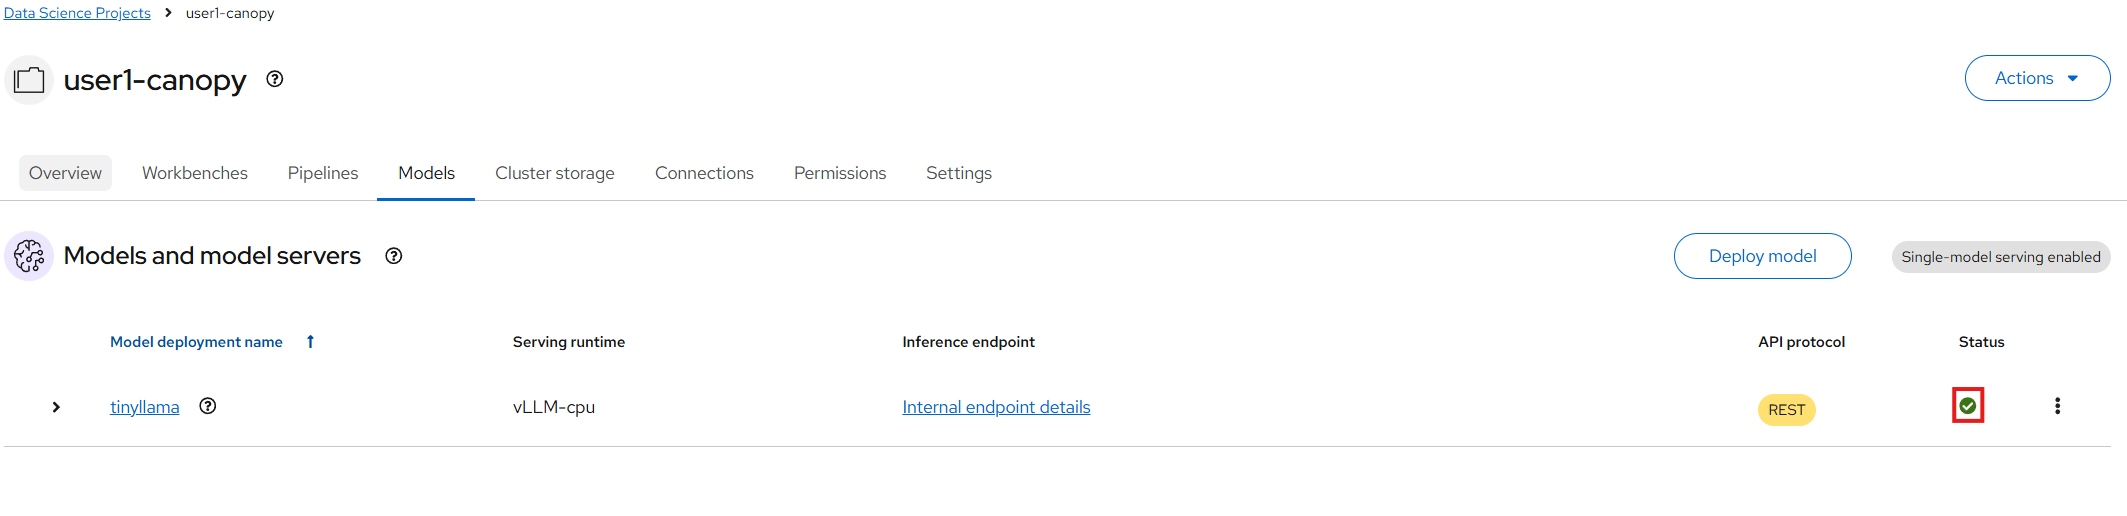 Data Science Projects > user1-canopy
user1-canopy
Actions
Overview Workbenches Pipelines Models Cluster storage Connections Permissions Settings
Models and model servers Deploy model Single-model serving enabled
Model deployment name Serving runtime Inference endpoint API protocol Status
tinyllama vLLM-cpu Internal endpoint details REST